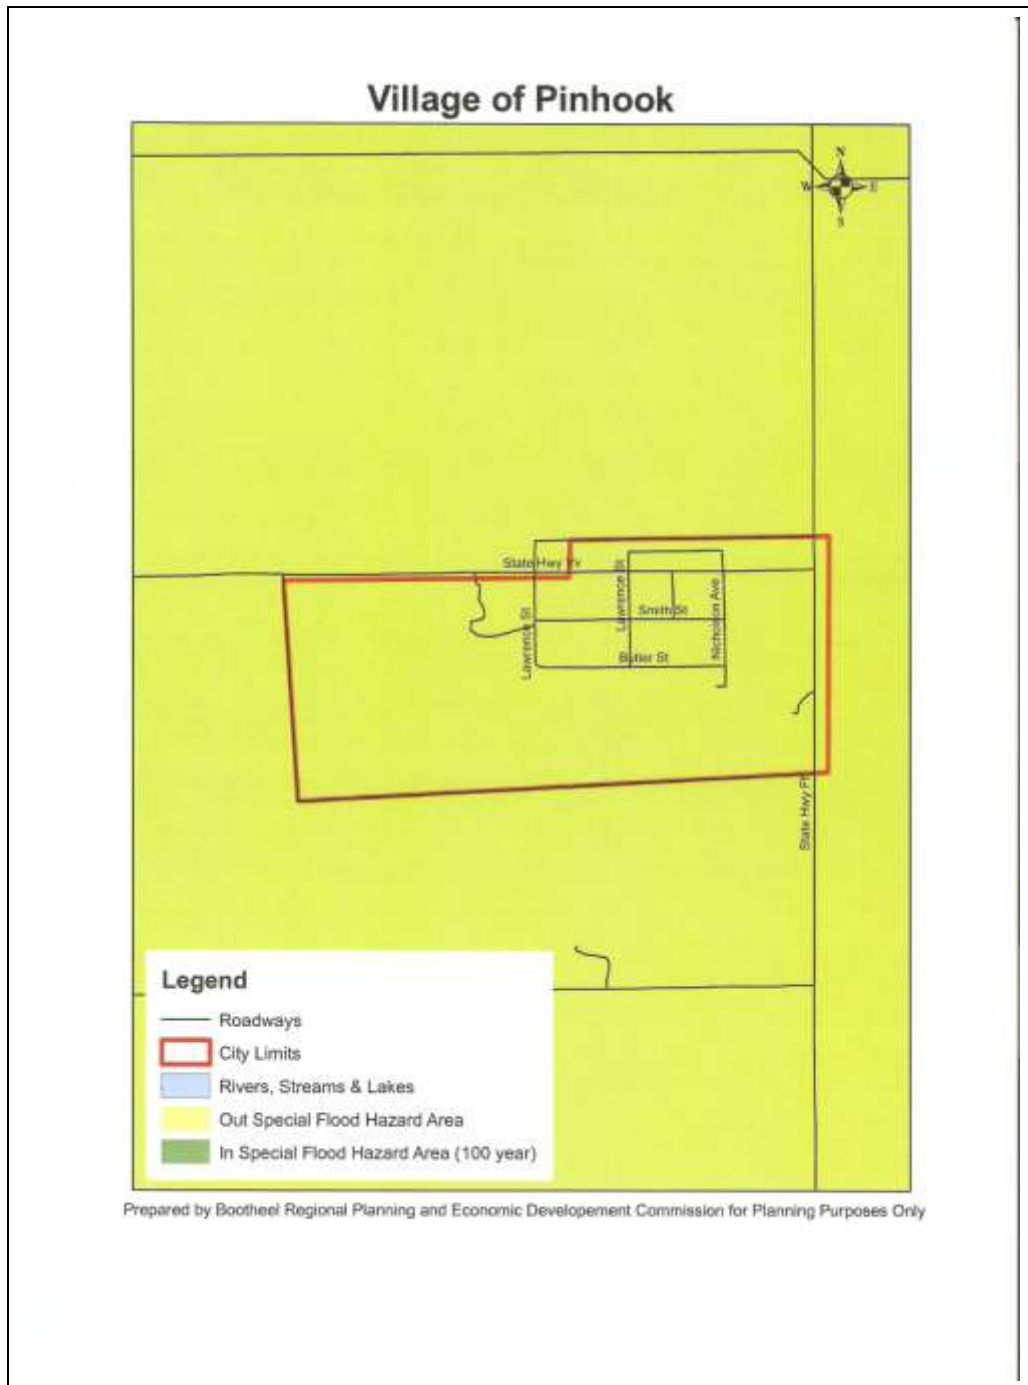 Village of Pinhook
N
W E
S
State Hwy Vv
Lawrence St
Lawrence St
Smith St
Nicholson Ave
Butler St
State Hwy Ff
Legend
Roadways
City Limits
Rivers, Streams & Lakes
Out Special Flood Hazard Area
In Special Flood Hazard Area (100 year)
Prepared by Bootheel Regional Planning and Economic Developement Commission for Planning Purposes Only